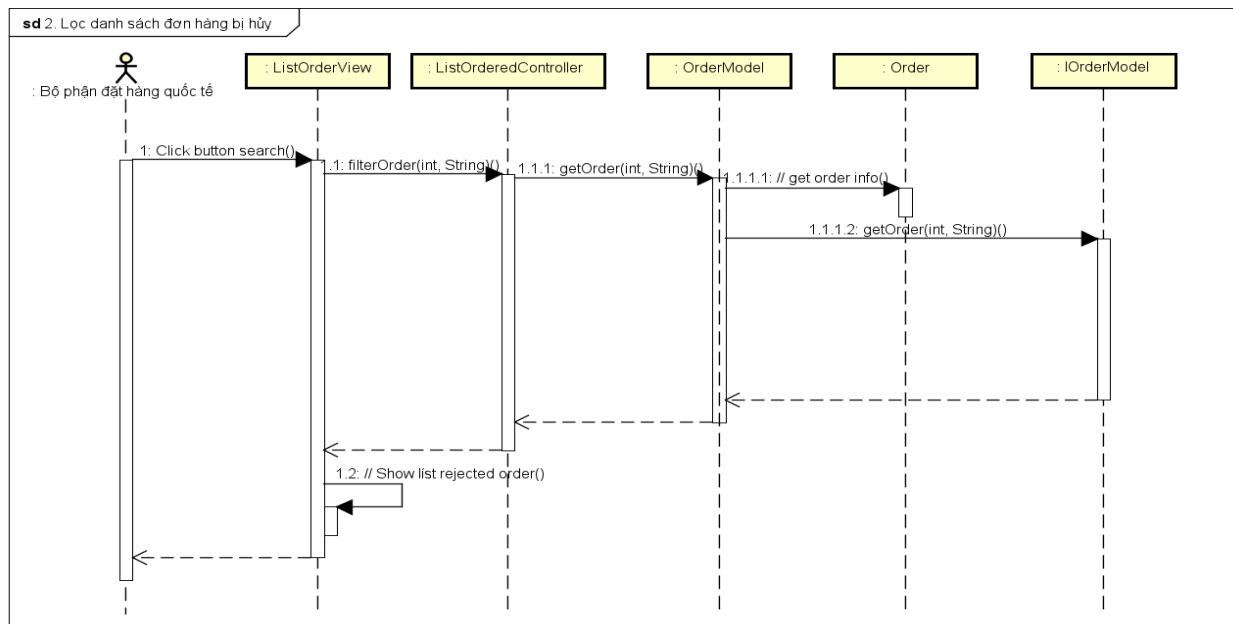 sd 2. Lọc danh sách đơn hàng bị hủy
: Bộ phận đặt hàng quốc tế
: ListOrderView
: ListOrderedController
: OrderModel
: Order
: IOrderModel
1: Click button search()
1.1: filterOrder(int, String)()
1.1.1: getOrder(int, String)()
1.1.1.1: // get order info()
1.1.1.2: getOrder(int, String)()
1.2: // Show list rejected order()